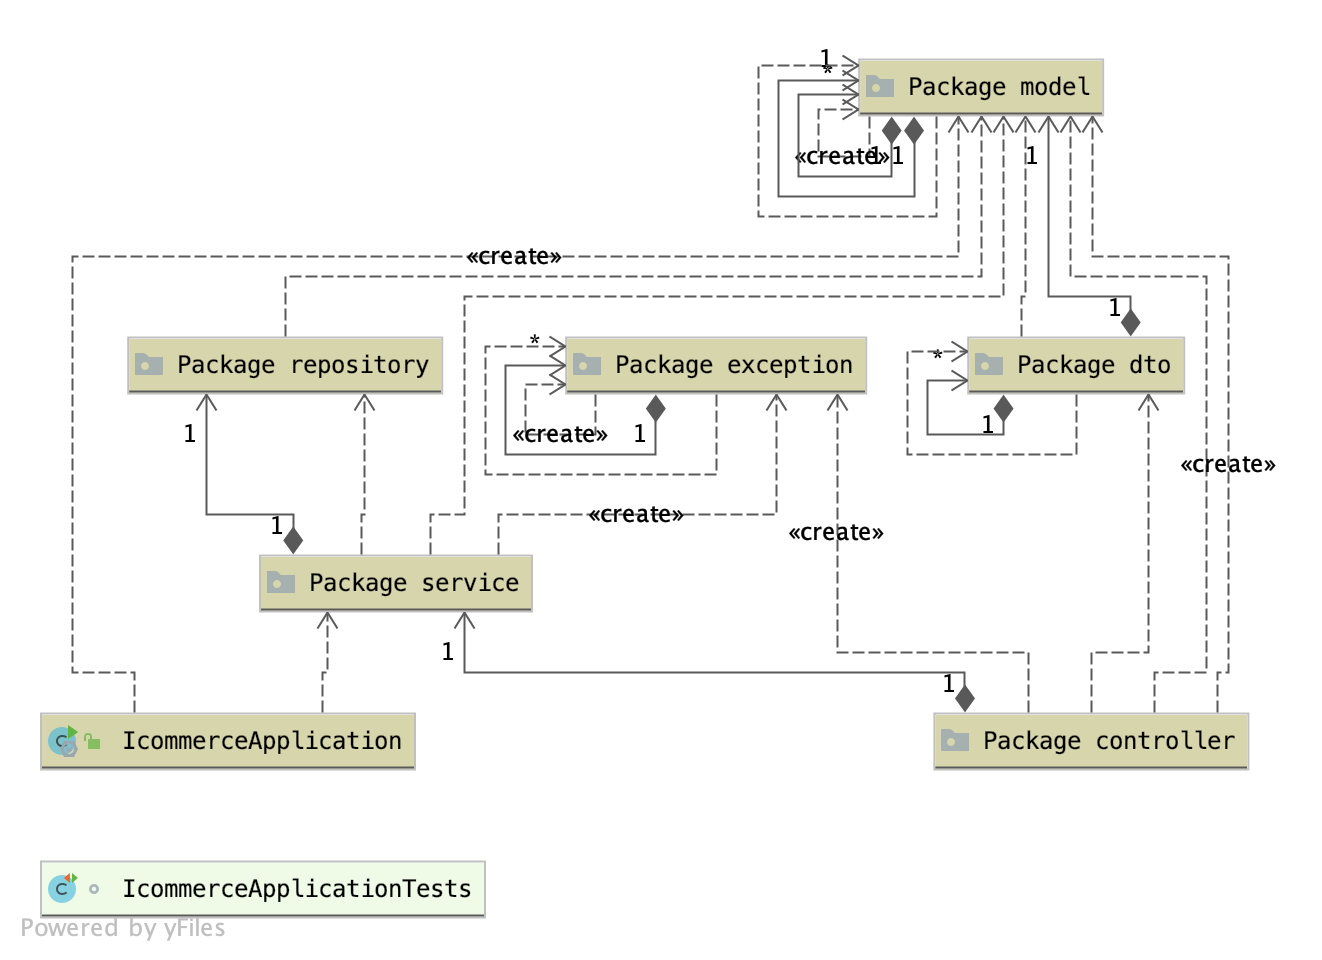 1
*
Package model
«create»
1
1
1
«create»
1
*
Package repository
Package exception
*
Package dto
1
«create»
1
1
«create»
1
«create»
«create»
Package service
1
1
IcommerceApplication
Package controller
IcommerceApplicationTests
Powered by yFiles